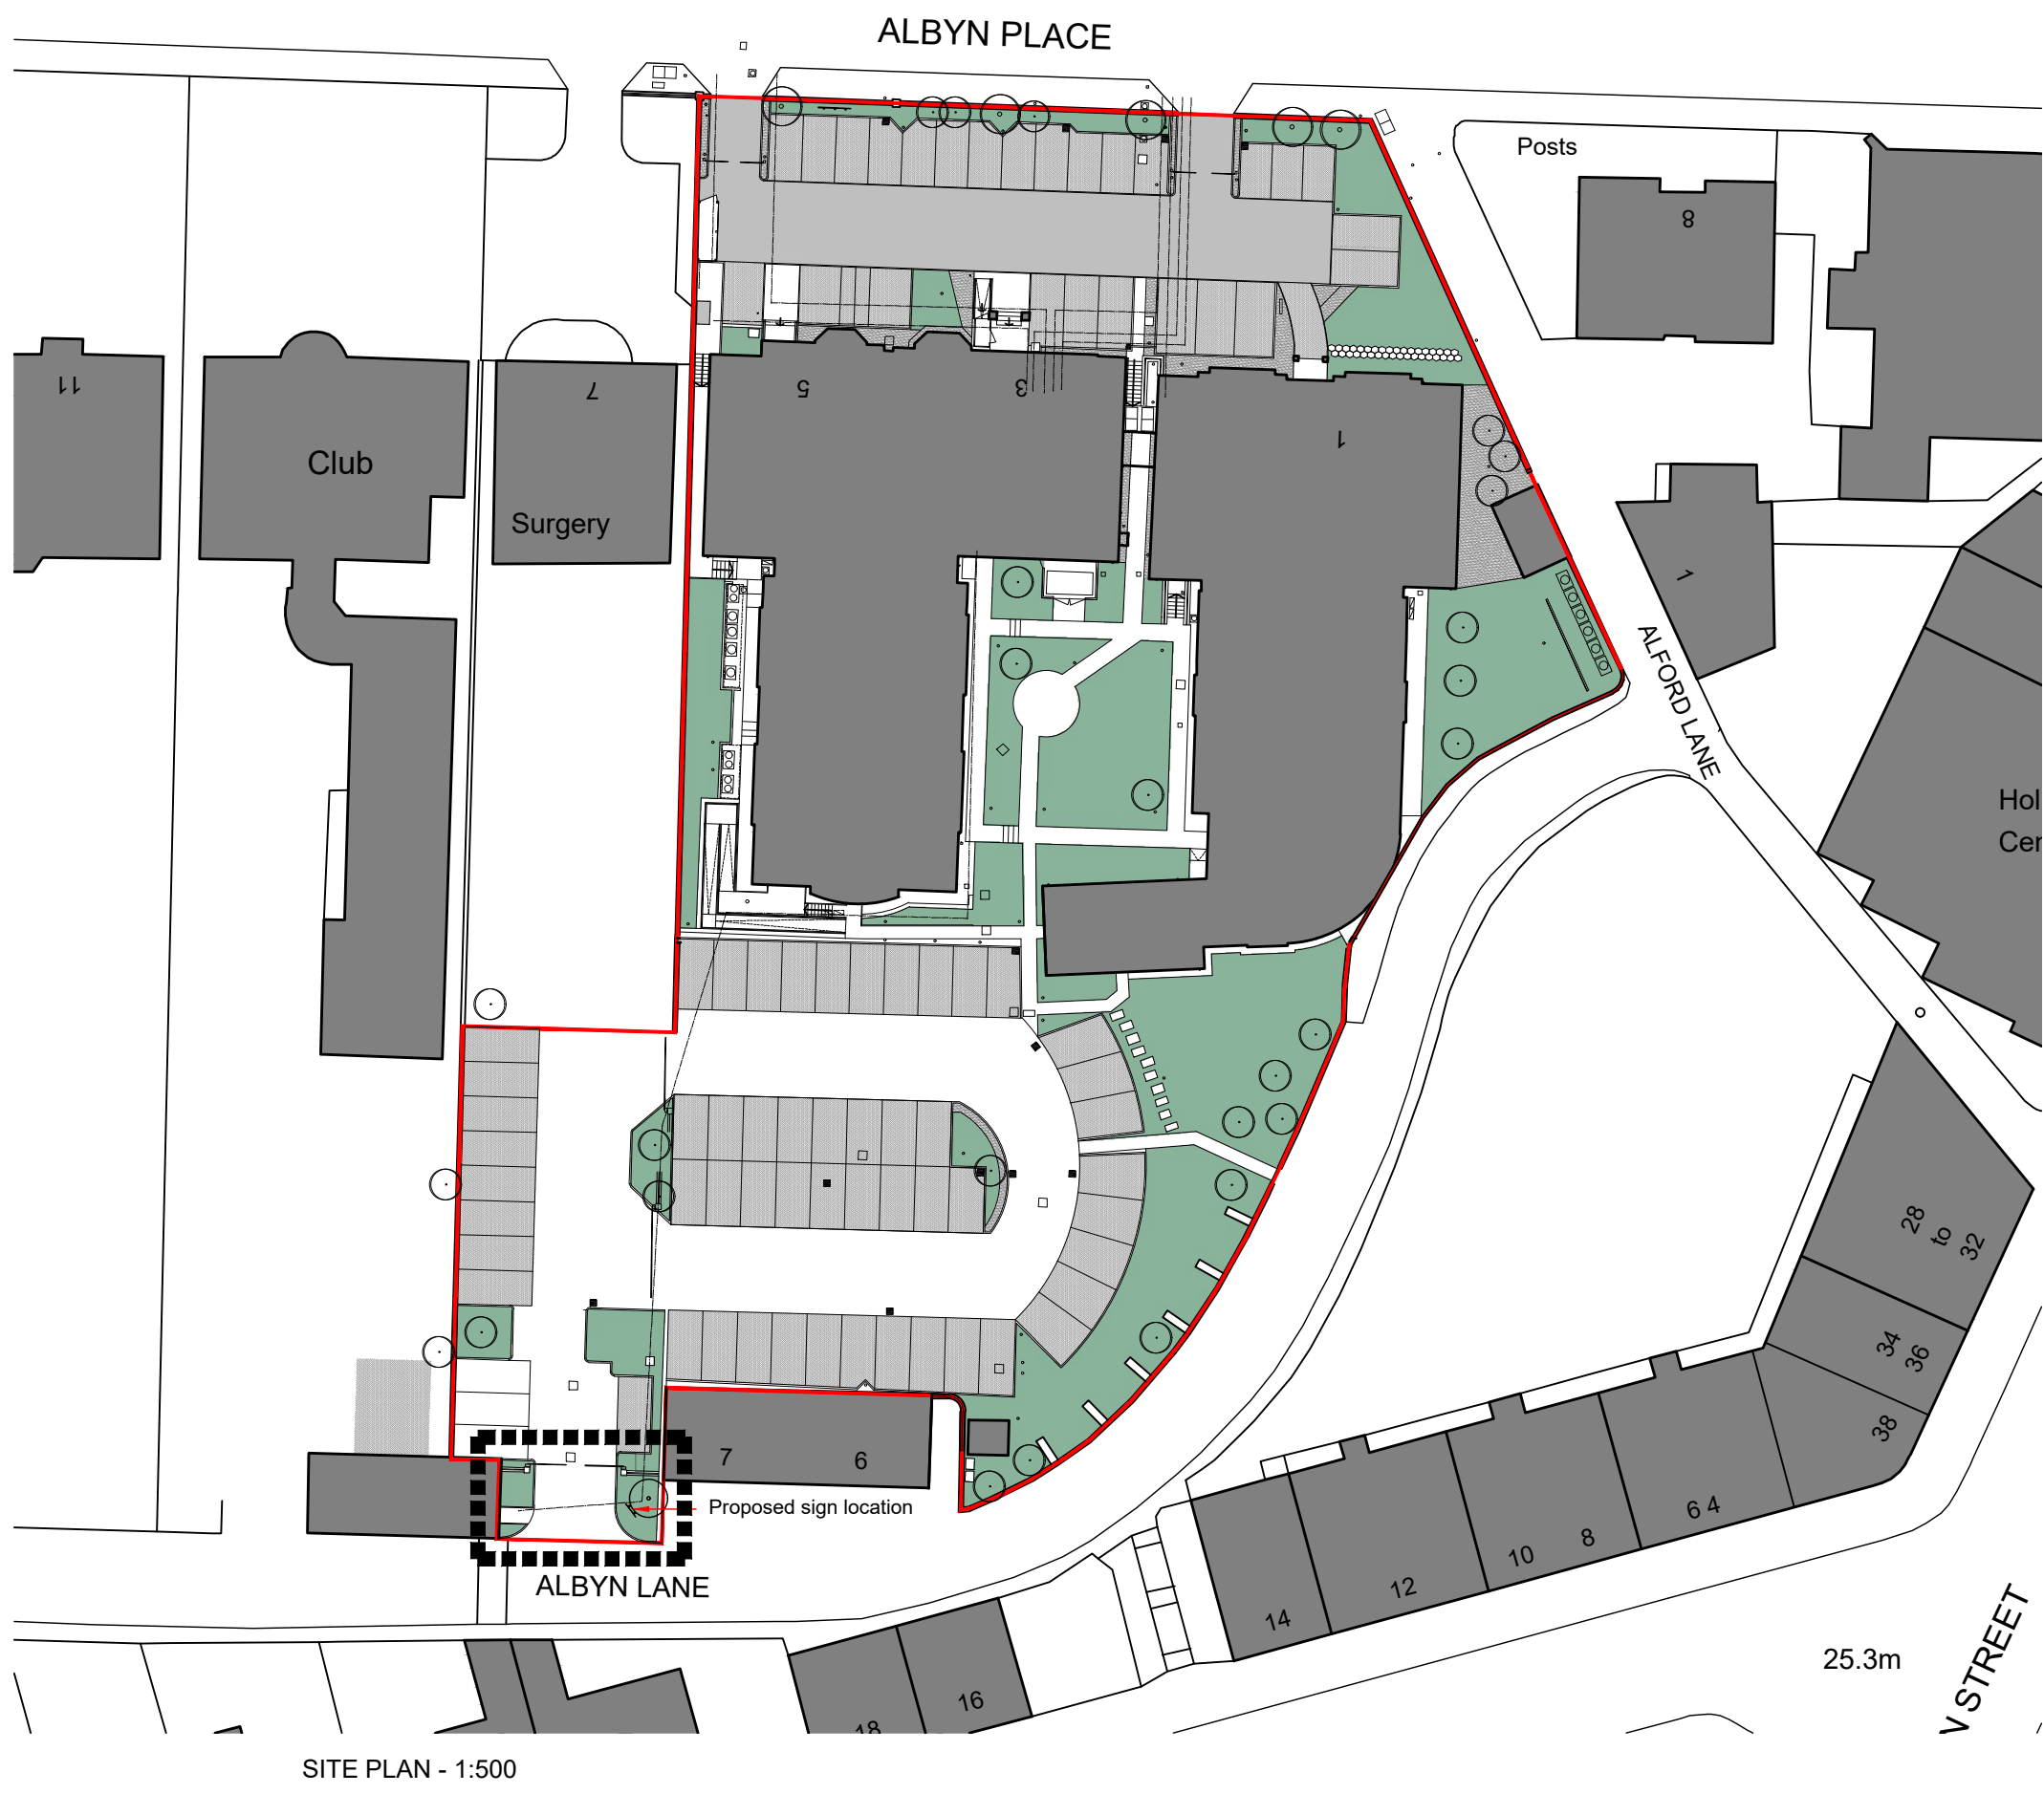 ALBYN PLACE
Posts
8
11
7
5
3
1
Club
Surgery
1
ALFORD LANE
Hol
Cer
28
to
32
34
36
38
7
6
Proposed sign location
6 4
8
10
12
14
ALBYN LANE
16
18
25.3m
V STREET
SITE PLAN - 1:500